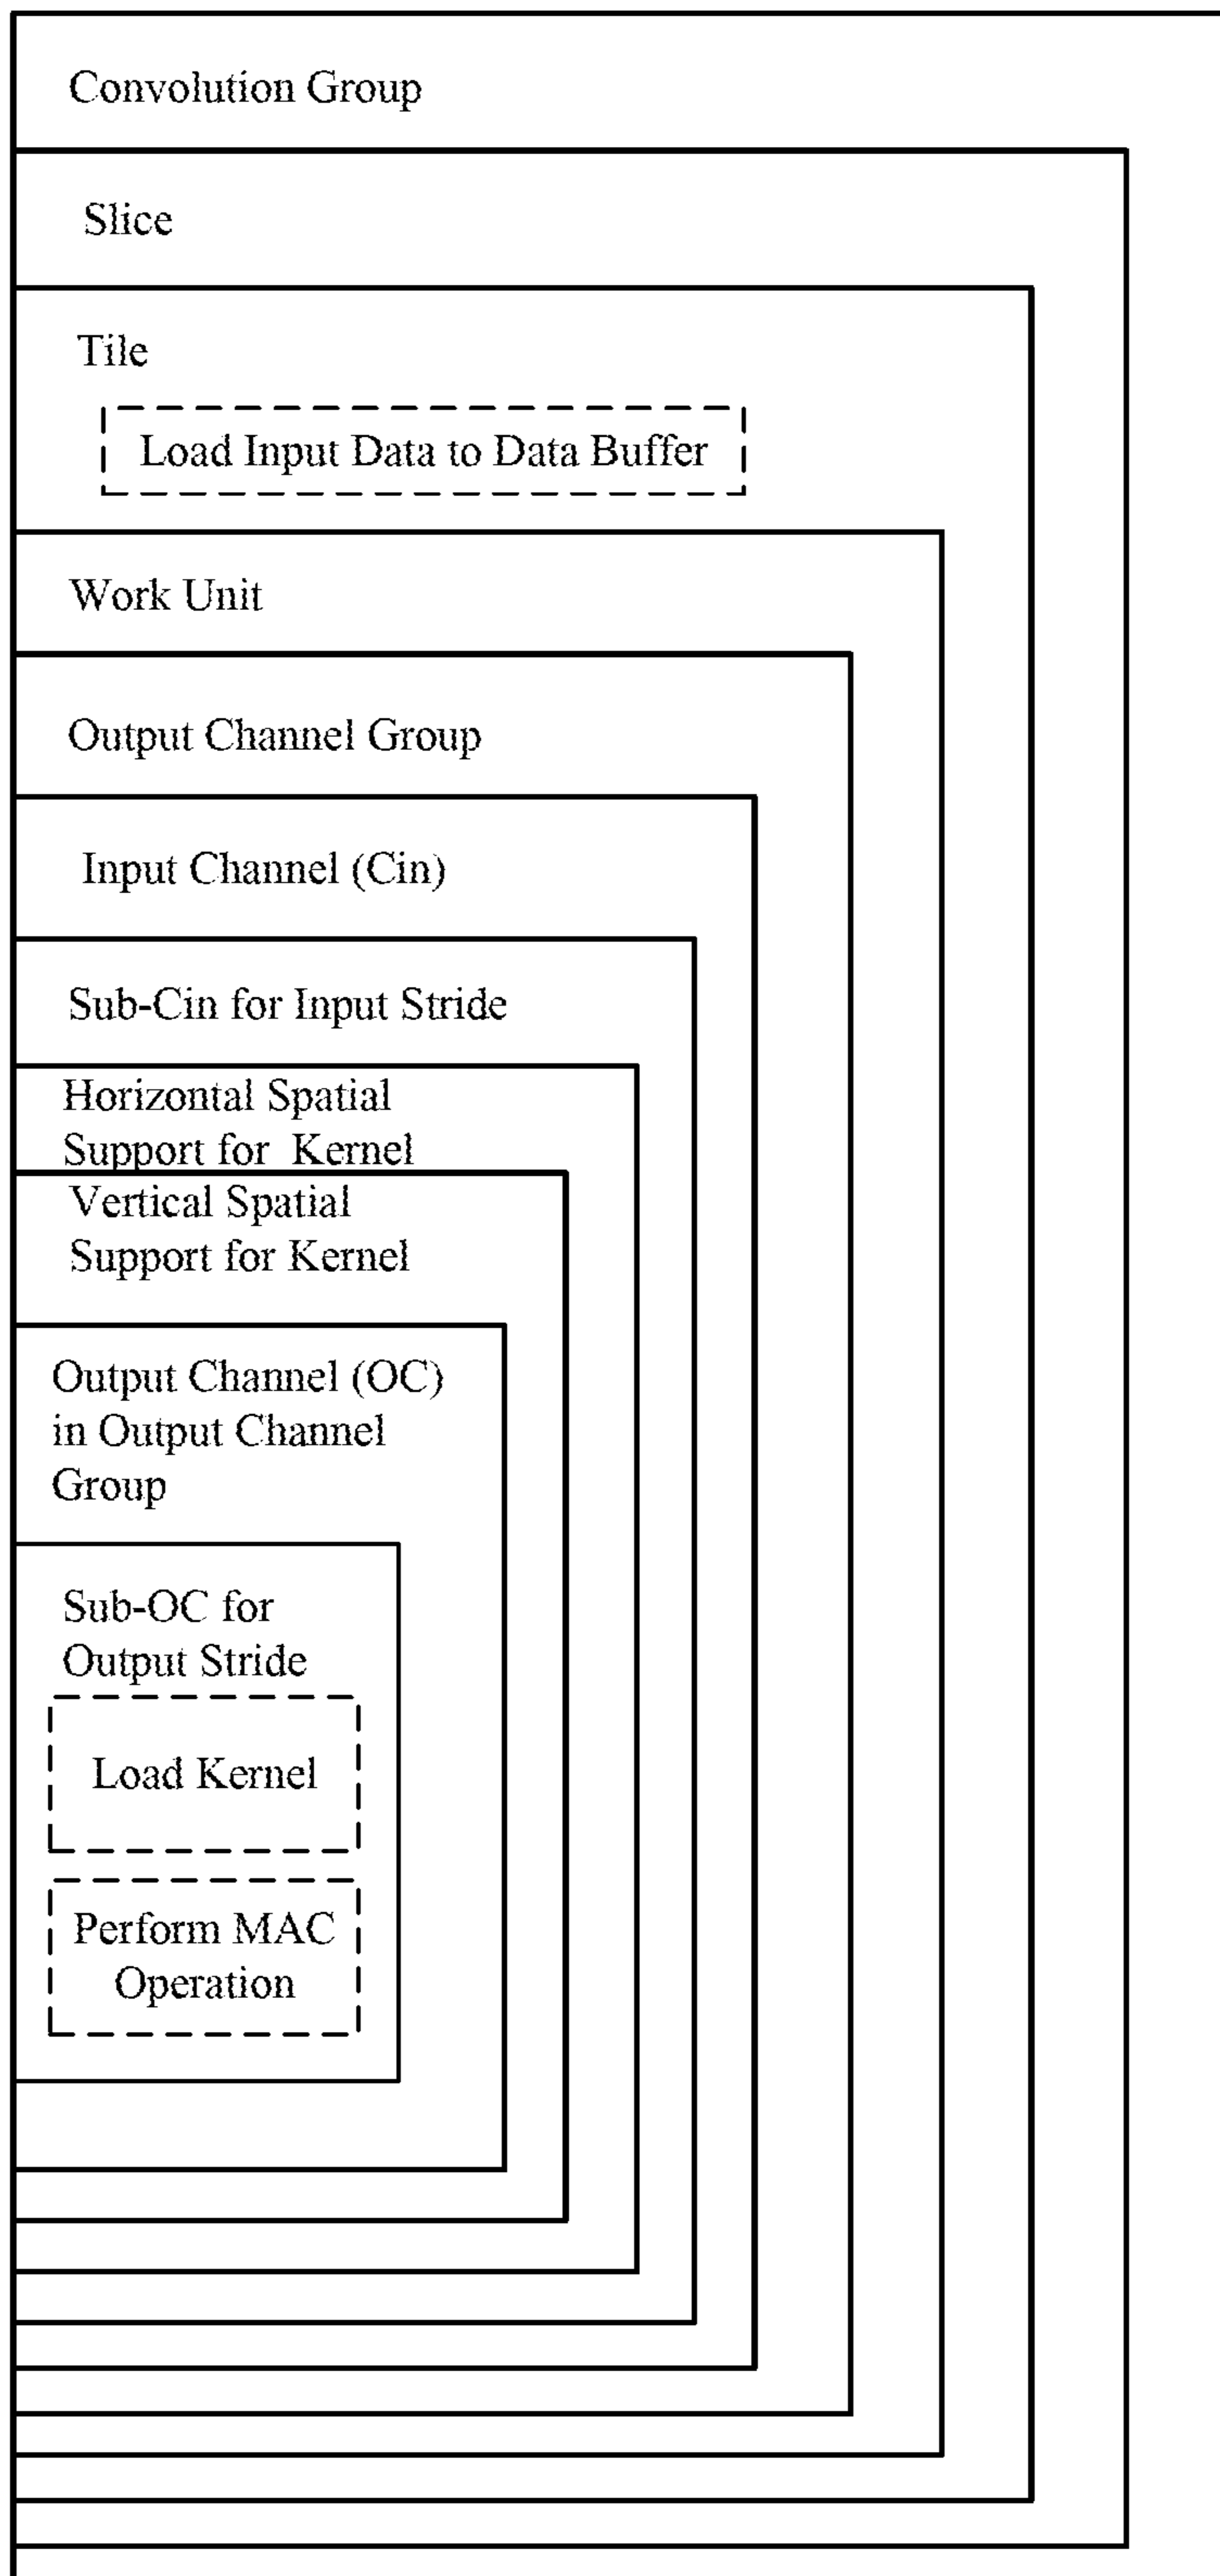 Convolution Group
Slice
Tile
Load Input Data to Data Buffer
Work Unit
Output Channel Group
Input Channel (Cin)
Sub-Cin for Input Stride
Horizontal Spatial
Support for Kernel
Vertical Spatial
Support for Kernel
Output Channel (OC)
in Output Channel
Group
Sub-OC for
Output Stride
Load Kernel
Perform MAC
Operation